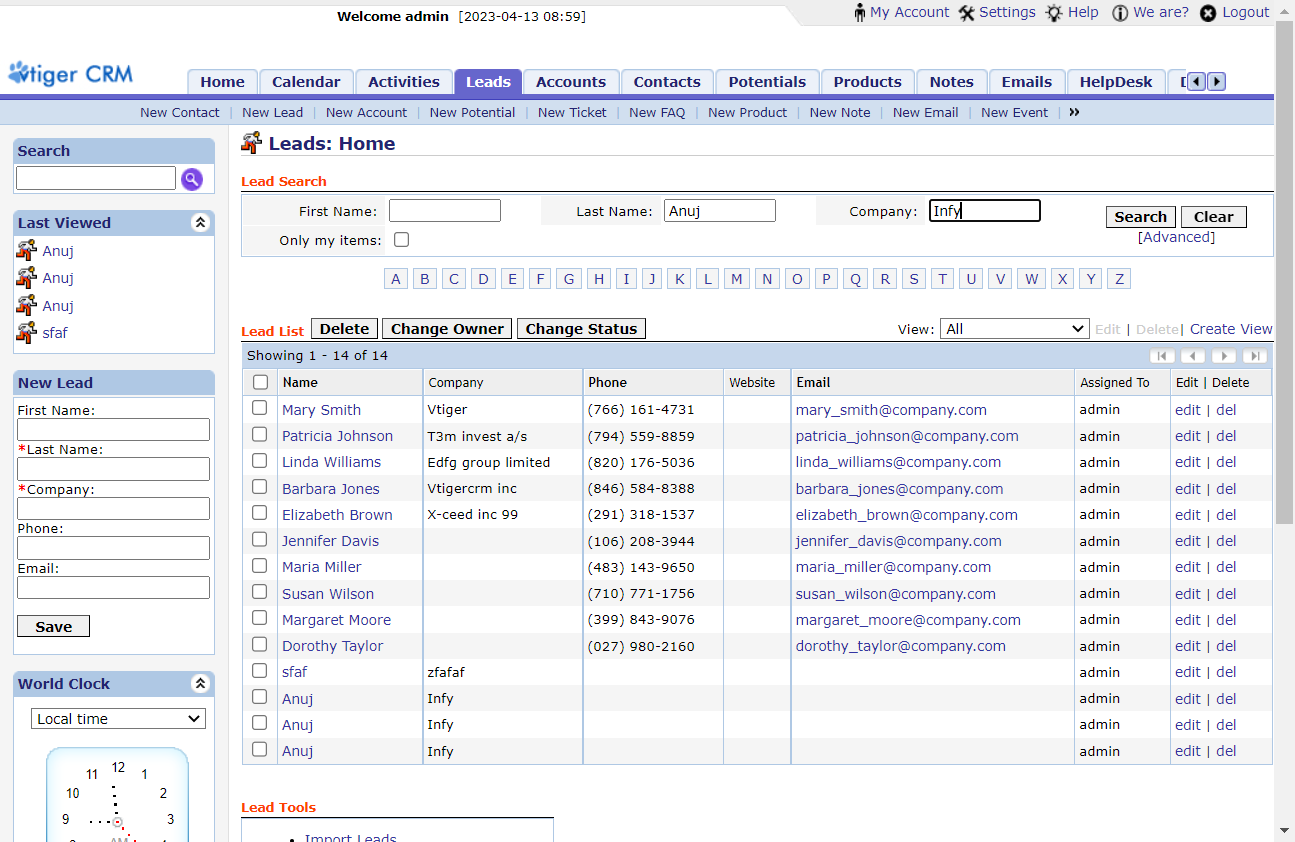 Welcome admin [2023-04-13 08:59]
My Account Settings Help We are? Logout
vtiger CRM
Home Calendar Activities Leads Accounts Contacts Potentials Products Notes Emails HelpDesk
New Contact | New Lead | New Account | New Potential | New Ticket | New FAQ | New Product | New Note | New Email | New Event | »
Search
Last Viewed
Anuj
Anuj
Anuj
sfaf
New Lead
First Name:
*Last Name:
*Company:
Phone:
Email:
Save
World Clock
Local time
12
11 1
10 2
9 3
AM
Leads: Home
Lead Search
First Name: Last Name: Anuj Company: Infy Search Clear
Only my items: [Advanced]
A B C D E F G H I J K L M N O P Q R S T U V W X Y Z
Lead List Delete Change Owner Change Status View: All Edit | Delete| Create View
Showing 1 - 14 of 14
Name Company Phone Website Email Assigned To Edit | Delete
Mary Smith Vtiger (766) 161-4731 mary_smith@company.com admin edit | del
Patricia Johnson T3m invest a/s (794) 559-8859 patricia_johnson@company.com admin edit | del
Linda Williams Edfg group limited (820) 176-5036 linda_williams@company.com admin edit | del
Barbara Jones Vtigercrm inc (846) 584-8388 barbara_jones@company.com admin edit | del
Elizabeth Brown X-ceed inc 99 (291) 318-1537 elizabeth_brown@company.com admin edit | del
Jennifer Davis (106) 208-3944 jennifer_davis@company.com admin edit | del
Maria Miller (483) 143-9650 maria_miller@company.com admin edit | del
Susan Wilson (710) 771-1756 susan_wilson@company.com admin edit | del
Margaret Moore (399) 843-9076 margaret_moore@company.com admin edit | del
Dorothy Taylor (027) 980-2160 dorothy_taylor@company.com admin edit | del
sfaf zfafaf admin edit | del
Anuj Infy admin edit | del
Anuj Infy admin edit | del
Anuj Infy admin edit | del
Lead Tools
Import Leads